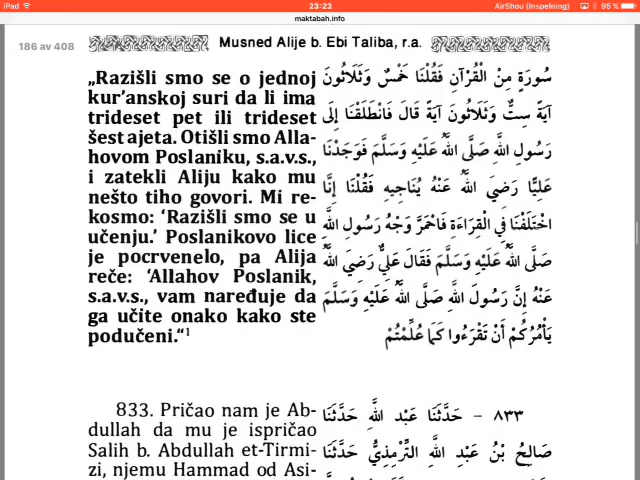 iPad
23:23
AirShou (Inspelning)
95 %
maktabah.info
186 av 408
Musned Alije b. Ebi Taliba, r.a.
„Razišli smo se o jednoj
kur’anskoj suri da li ima
trideset pet ili trideset
šest ajeta. Otišli smo Alla-
hovom Poslaniku, s.a.v.s.,
i zatekli Aliju kako mu
nešto tiho govori. Mi re-
kosmo: ‘Razišli smo se u
učenju.’ Poslanikovo lice
je pocrvenelo, pa Alija
reče: ‘Allahov Poslanik,
s.a.v.s., vam naređuje da
ga učite onako kako ste
podučeni.“¹
سُورَةٍ مِنْ الْقُرْآنِ فَقُلْنَا خَمْسٌ وَثَلَاثُونَ
آيَةً سِتٌّ وَثَلَاثُونَ آيَةً قَالَ فَانْطَلَقْنَا إِلَى
رَسُولِ اللَّهِ صَلَّى اللَّهُ عَلَيْهِ وَسَلَّمَ فَوَجَدْنَا
عَلِيًّا رَضِيَ اللَّهُ عَنْهُ يُنَاجِيهِ فَقُلْنَا إِنَّا
اخْتَلَفْنَا فِي الْقِرَاءَةِ فَاحْمَرَّ وَجْهُ رَسُولِ اللَّهِ
صَلَّى اللَّهُ عَلَيْهِ وَسَلَّمَ فَقَالَ عَلِيٌّ رَضِيَ اللَّهُ
عَنْهُ إِنَّ رَسُولَ اللَّهِ صَلَّى اللَّهُ عَلَيْهِ وَسَلَّمَ
يَأْمُرُكُمْ أَنْ تَقْرَءُوا كَمَا عُلِّمْتُمْ
833. Pričao nam je Ab-
dullah da mu je ispričao
Salih b. Abdullah et-Tirmi-
zi, njemu Hammad od Asi-
٨٣٣ – حَدَّثَنَا عَبْد اللَّهِ حَدَّثَنَا
صَالِحُ بْنُ عَبْدِ اللَّهِ التِّرْمِذِيُّ حَدَّثَنَا